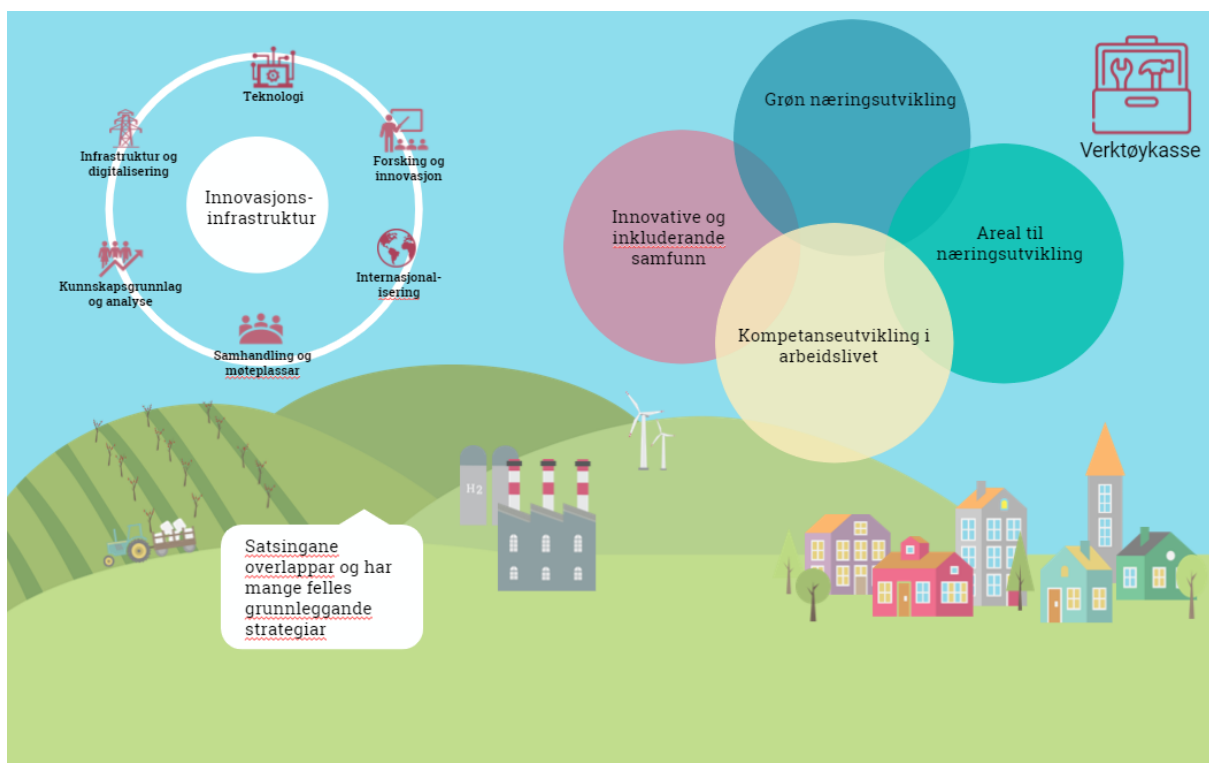 Teknologi
Infrastruktur og
digitalisering
Forsking og
innovasjon
Innovasjons-
infrastruktur
Kunnskapsgrunnlag
og analyse
Internasjonal-
isering
Samhandling og
møteplassar
Grøn næringsutvikling
Innovative og
inkluderande
samfunn
Areal til
næringsutvikling
Kompetanseutvikling i
arbeidslivet
Verktøykasse
H2
Satsingane
overlappar og har
mange felles
grunnleggande
strategiar